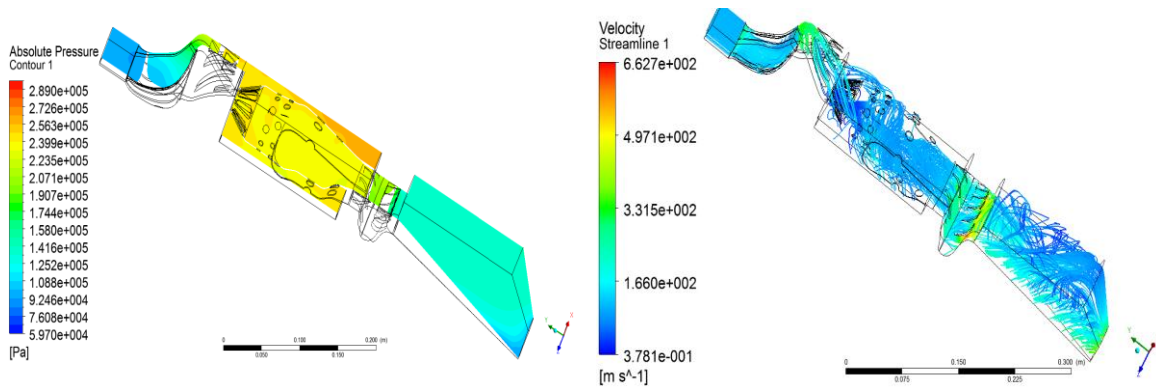 Absolute Pressure
Contour 1
2.890e+005
2.726e+005
2.563e+005
2.399e+005
2.235e+005
2.071e+005
1.907e+005
1.744e+005
1.580e+005
1.416e+005
1.252e+005
1.088e+005
9.246e+004
7.608e+004
5.970e+004
[Pa]
0 0.100 0.200 (m)
0.050 0.150
Velocity
Streamline 1
6.627e+002
4.971e+002
3.315e+002
1.660e+002
3.781e-001
[m s^-1]
0 0.150 0.300 (m)
0.075 0.225